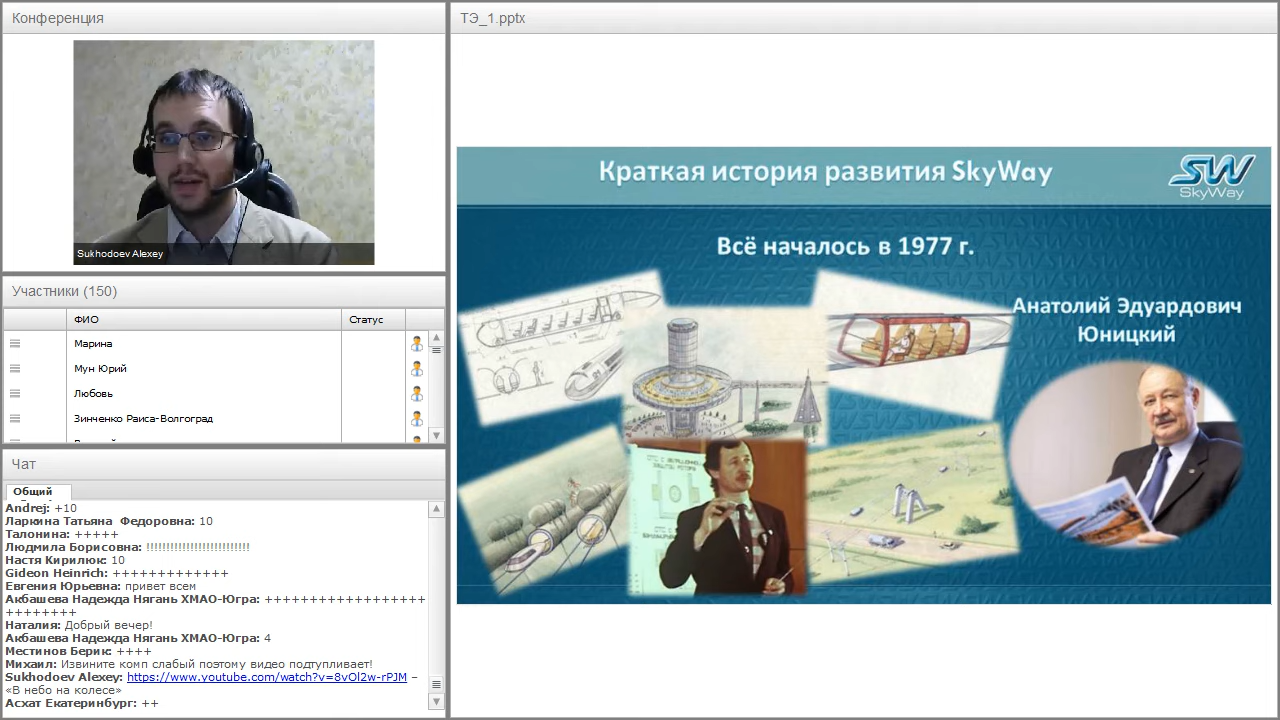 Конференция
Sukhodoev Alexey
Участники (150)
ФИО
Статус
Марина
Мун Юрий
Любовь
Зинченко Раиса-Волгоград
Чат
Общий
Andrej: +10
Ларкина Татьяна Федоровна: 10
Талонина: +++++
Людмила Борисовна: !!!!!!!!!!!!!!!!!!!!!!!!!!
Настя Кирилюк: 10
Gideon Heinrich: +++++++++++++
Евгения Юрьевна: привет всем
Акбашева Надежда Нягань ХМАО-Югра: ++++++++++++++++++
++++++++
Наталия: Добрый вечер!
Акбашева Надежда Нягань ХМАО-Югра: 4
Местинов Берик: ++++
Михаил: Извините комп слабый поэтому видео подтупливает!
Sukhodoev Alexey: https://www.youtube.com/watch?v=8vOl2w-rPJM –
«В небо на колесе»
Асхат Екатеринбург: ++
ТЭ_1.pptx
Краткая история развития SkyWay
SW
SkyWay
Всё началось в 1977 г.
Анатолий Эдуардович
Юницкий